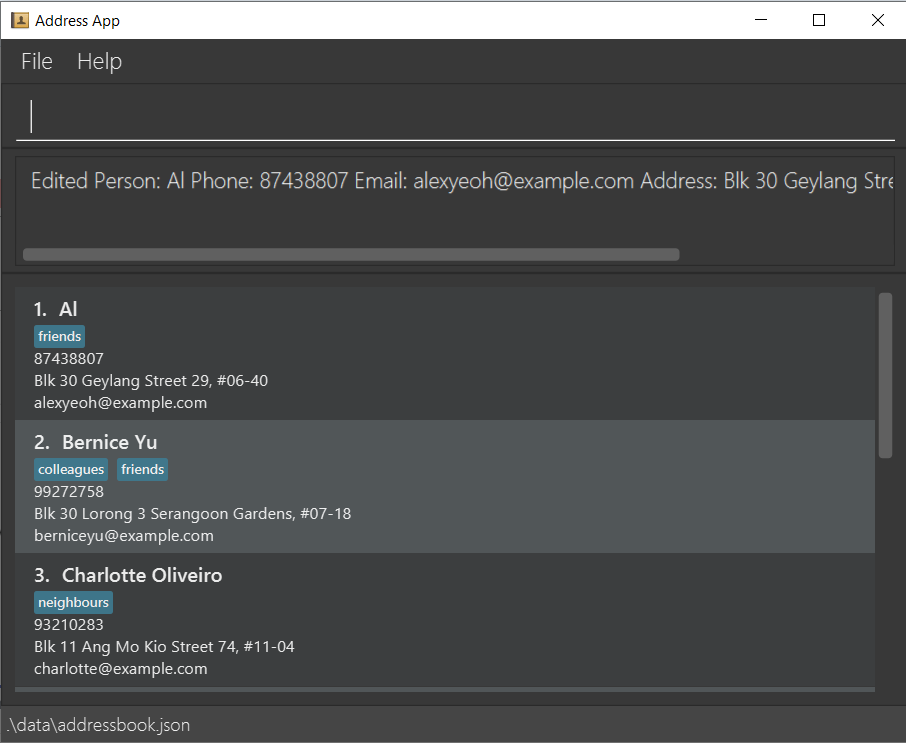 Address App
File Help
Edited Person: Al Phone: 87438807 Email: alexyeoh@example.com Address: Blk 30 Geylang Stre
1. Al
friends
87438807
Blk 30 Geylang Street 29, #06-40
alexyeoh@example.com
2. Bernice Yu
colleagues friends
99272758
Blk 30 Lorong 3 Serangoon Gardens, #07-18
berniceyu@example.com
3. Charlotte Oliveiro
neighbours
93210283
Blk 11 Ang Mo Kio Street 74, #11-04
charlotte@example.com
.\data\addressbook.json